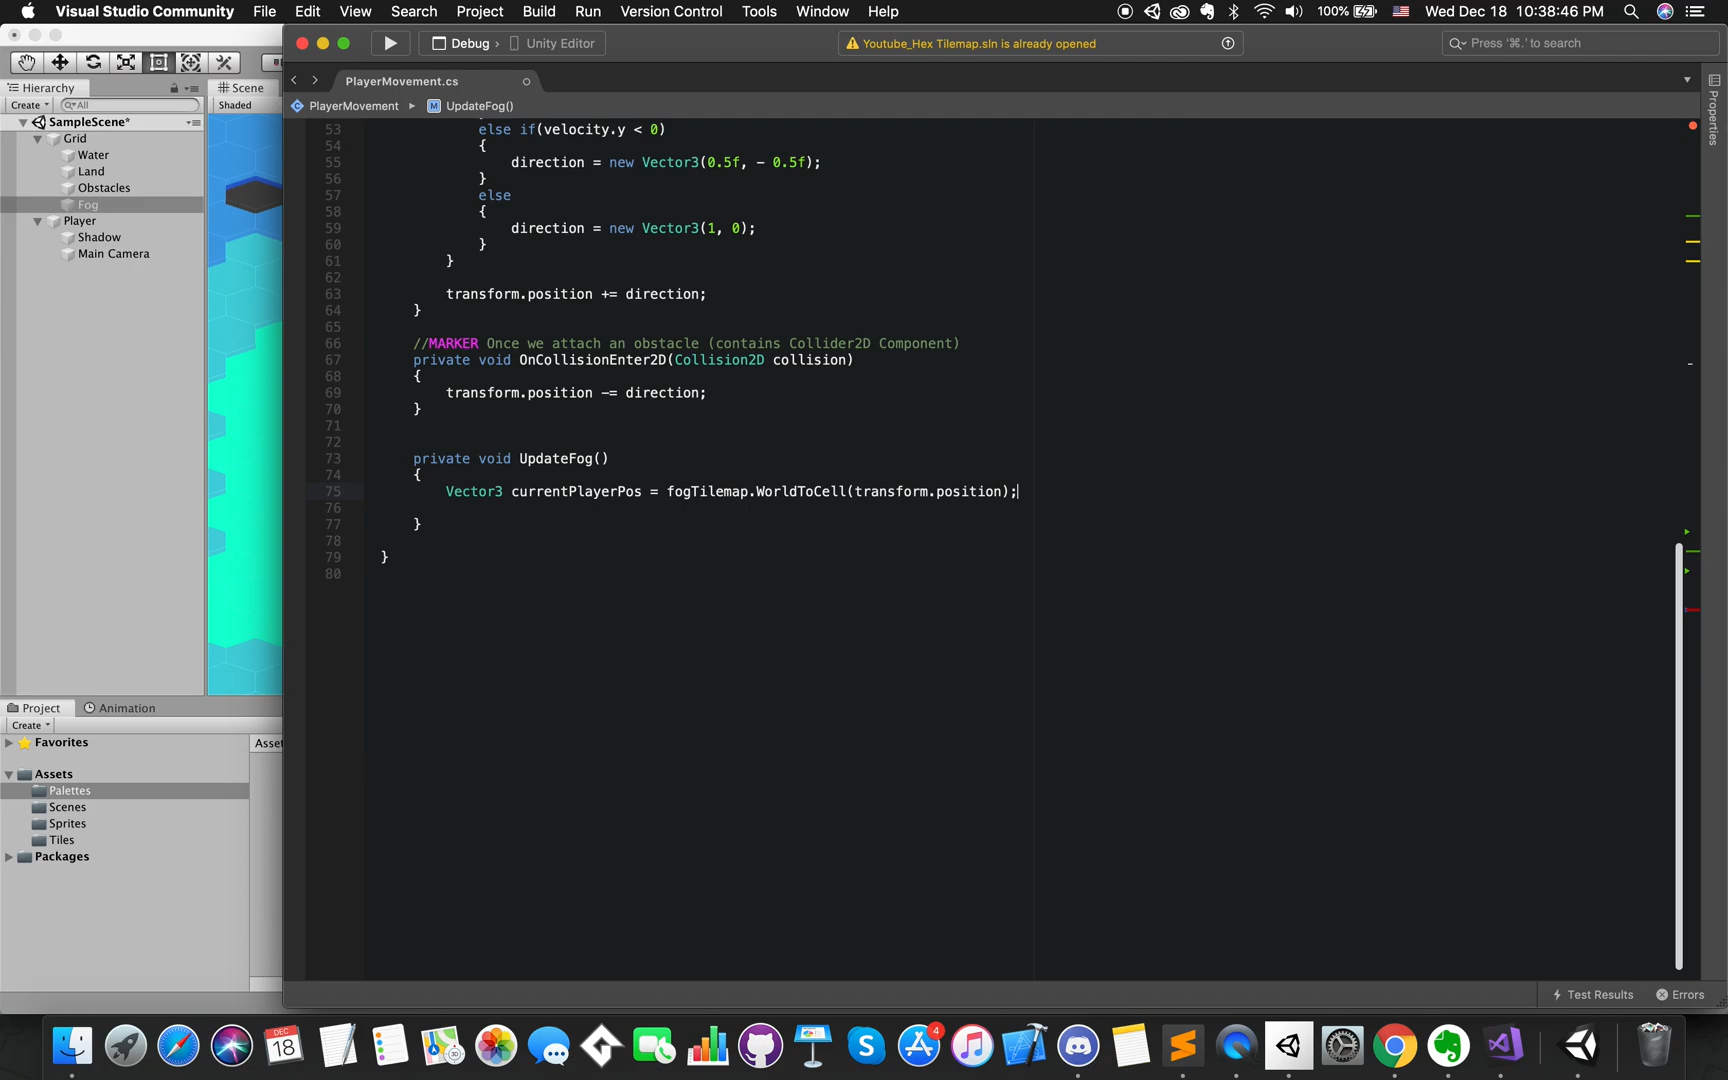 Visual Studio Community File Edit View Search Project Build Run Version Control Tools Window Help 4 100% Wed Dec 18 10:38:46 PM
Debug › Unity Editor
Youtube_Hex Tilemap.sln is already opened
Press '⌘.' to search
Hierarchy
Scene
PlayerMovement.cs
Create All
Shaded
PlayerMovement ▸ M UpdateFog()
Properties
SampleScene*
Grid
Water
Land
Obstacles
Fog
Player
Shadow
Main Camera
53 else if(velocity.y < 0)
54 {
55 direction = new Vector3(0.5f, - 0.5f);
56 }
57 else
58 {
59 direction = new Vector3(1, 0);
60 }
61 }
62
63 transform.position += direction;
64 }
65
66 //MARKER Once we attach an obstacle (contains Collider2D Component)
67 private void OnCollisionEnter2D(Collision2D collision)
68 {
69 transform.position -= direction;
70 }
71
72
73 private void UpdateFog()
74 {
75 Vector3 currentPlayerPos = fogTilemap.WorldToCell(transform.position);
76
77 }
78
79 }
80
Project Animation
Create
Favorites
Asset
Assets
Palettes
Scenes
Sprites
Tiles
Packages
Test Results Errors
DEC
18
4